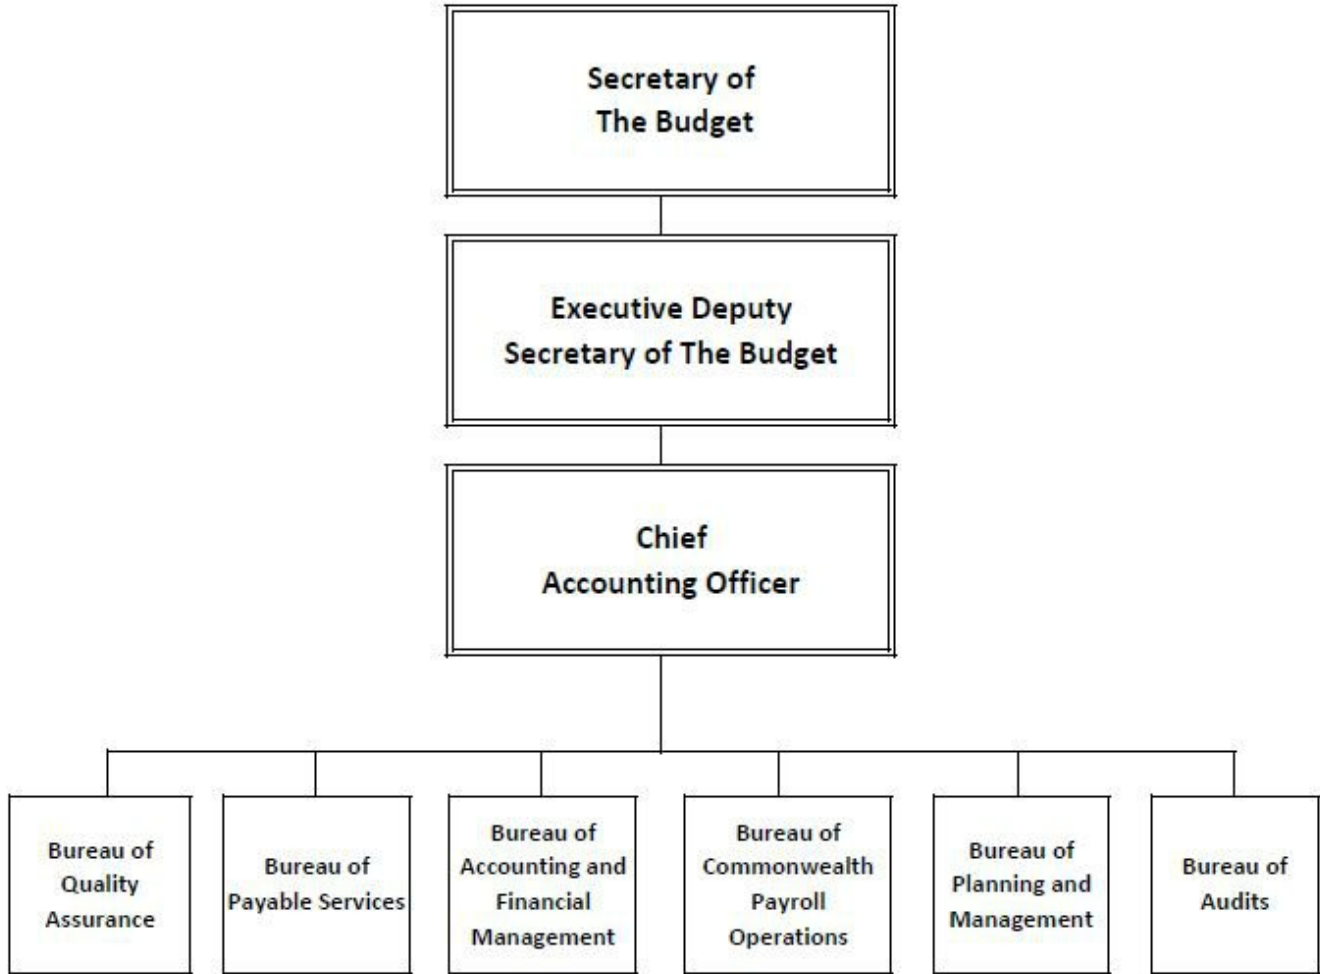 Secretary of
The Budget
Executive Deputy
Secretary of The Budget
Chief
Accounting Officer
Bureau of
Quality
Assurance
Bureau of
Payable Services
Bureau of
Accounting and
Financial
Management
Bureau of
Commonwealth
Payroll
Operations
Bureau of
Planning and
Management
Bureau of
Audits